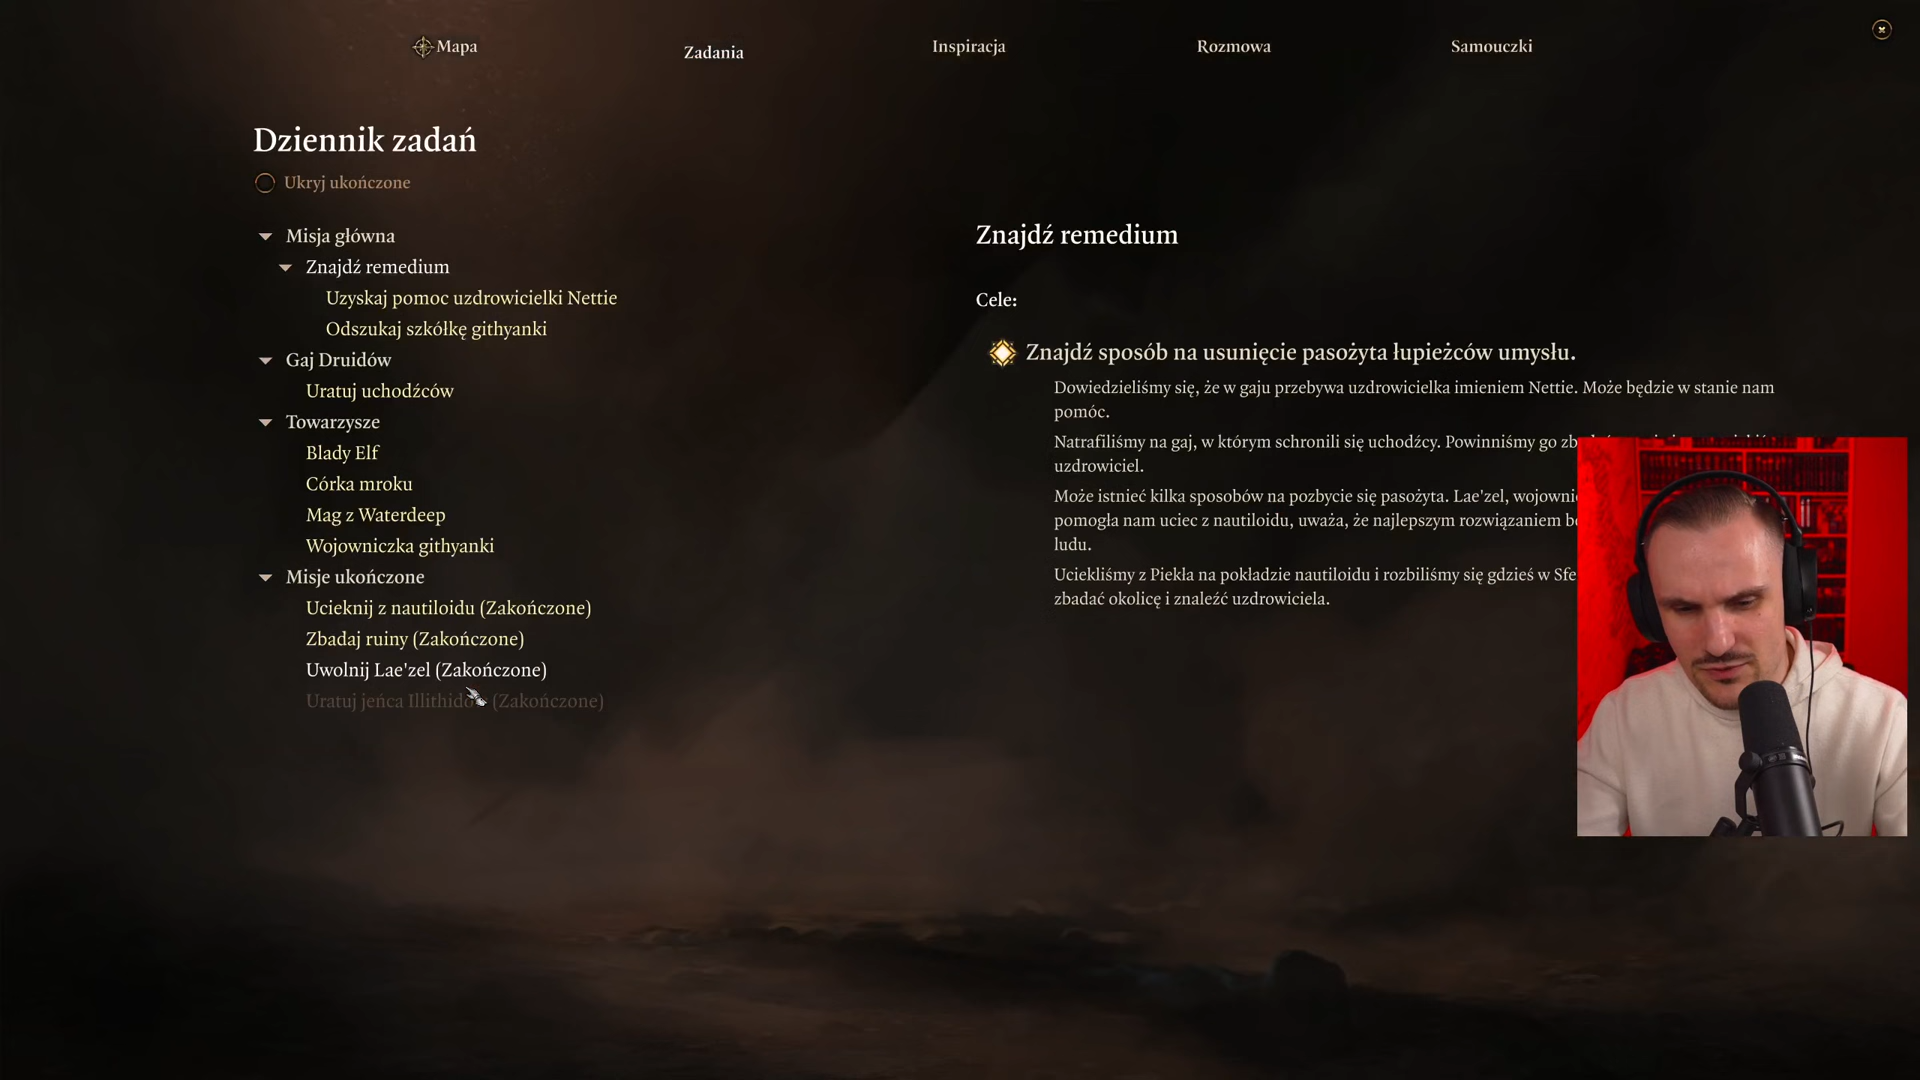 Mapa
Zadania
Inspiracja
Rozmowa
Samouczki
Dziennik zadań
Ukryj ukończone
Misja główna
Znajdź remedium
Uzyskaj pomoc uzdrowicielki Nettie
Odszukaj szkółkę githyanki
Gaj Druidów
Uratuj uchodźców
Towarzysze
Blady Elf
Córka mroku
Mag z Waterdeep
Wojowniczka githyanki
Misje ukończone
Ucieknij z nautiloidu (Zakończone)
Zbadaj ruiny (Zakończone)
Uwolnij Lae'zel (Zakończone)
Uratuj jeńca (Zakończone)
Znajdź remedium
Cele:
Znajdź sposób na usunięcie pasożyta łupieżców umysłu.
Dowiedzieliśmy się, że w gaju przebywa uzdrowicielka imieniem Nettie. Może będzie w stanie nam
pomóc.
Natrafiliśmy na gaj, w którym schronili się uchodźcy. Powinniśmy go
uzdrowiciel.
Może istnieć kilka sposobów na pozbycie się pasożyta. Lae'zel,
pomogła nam uciec z nautiloidu, uważa, że najlepszym rozwiązaniem
ludu.
Uciekliśmy z Piekła na pokładzie nautiloidu i rozbiliśmy się gdzieś w
zbadać okolicę i znaleźć uzdrowiciela.